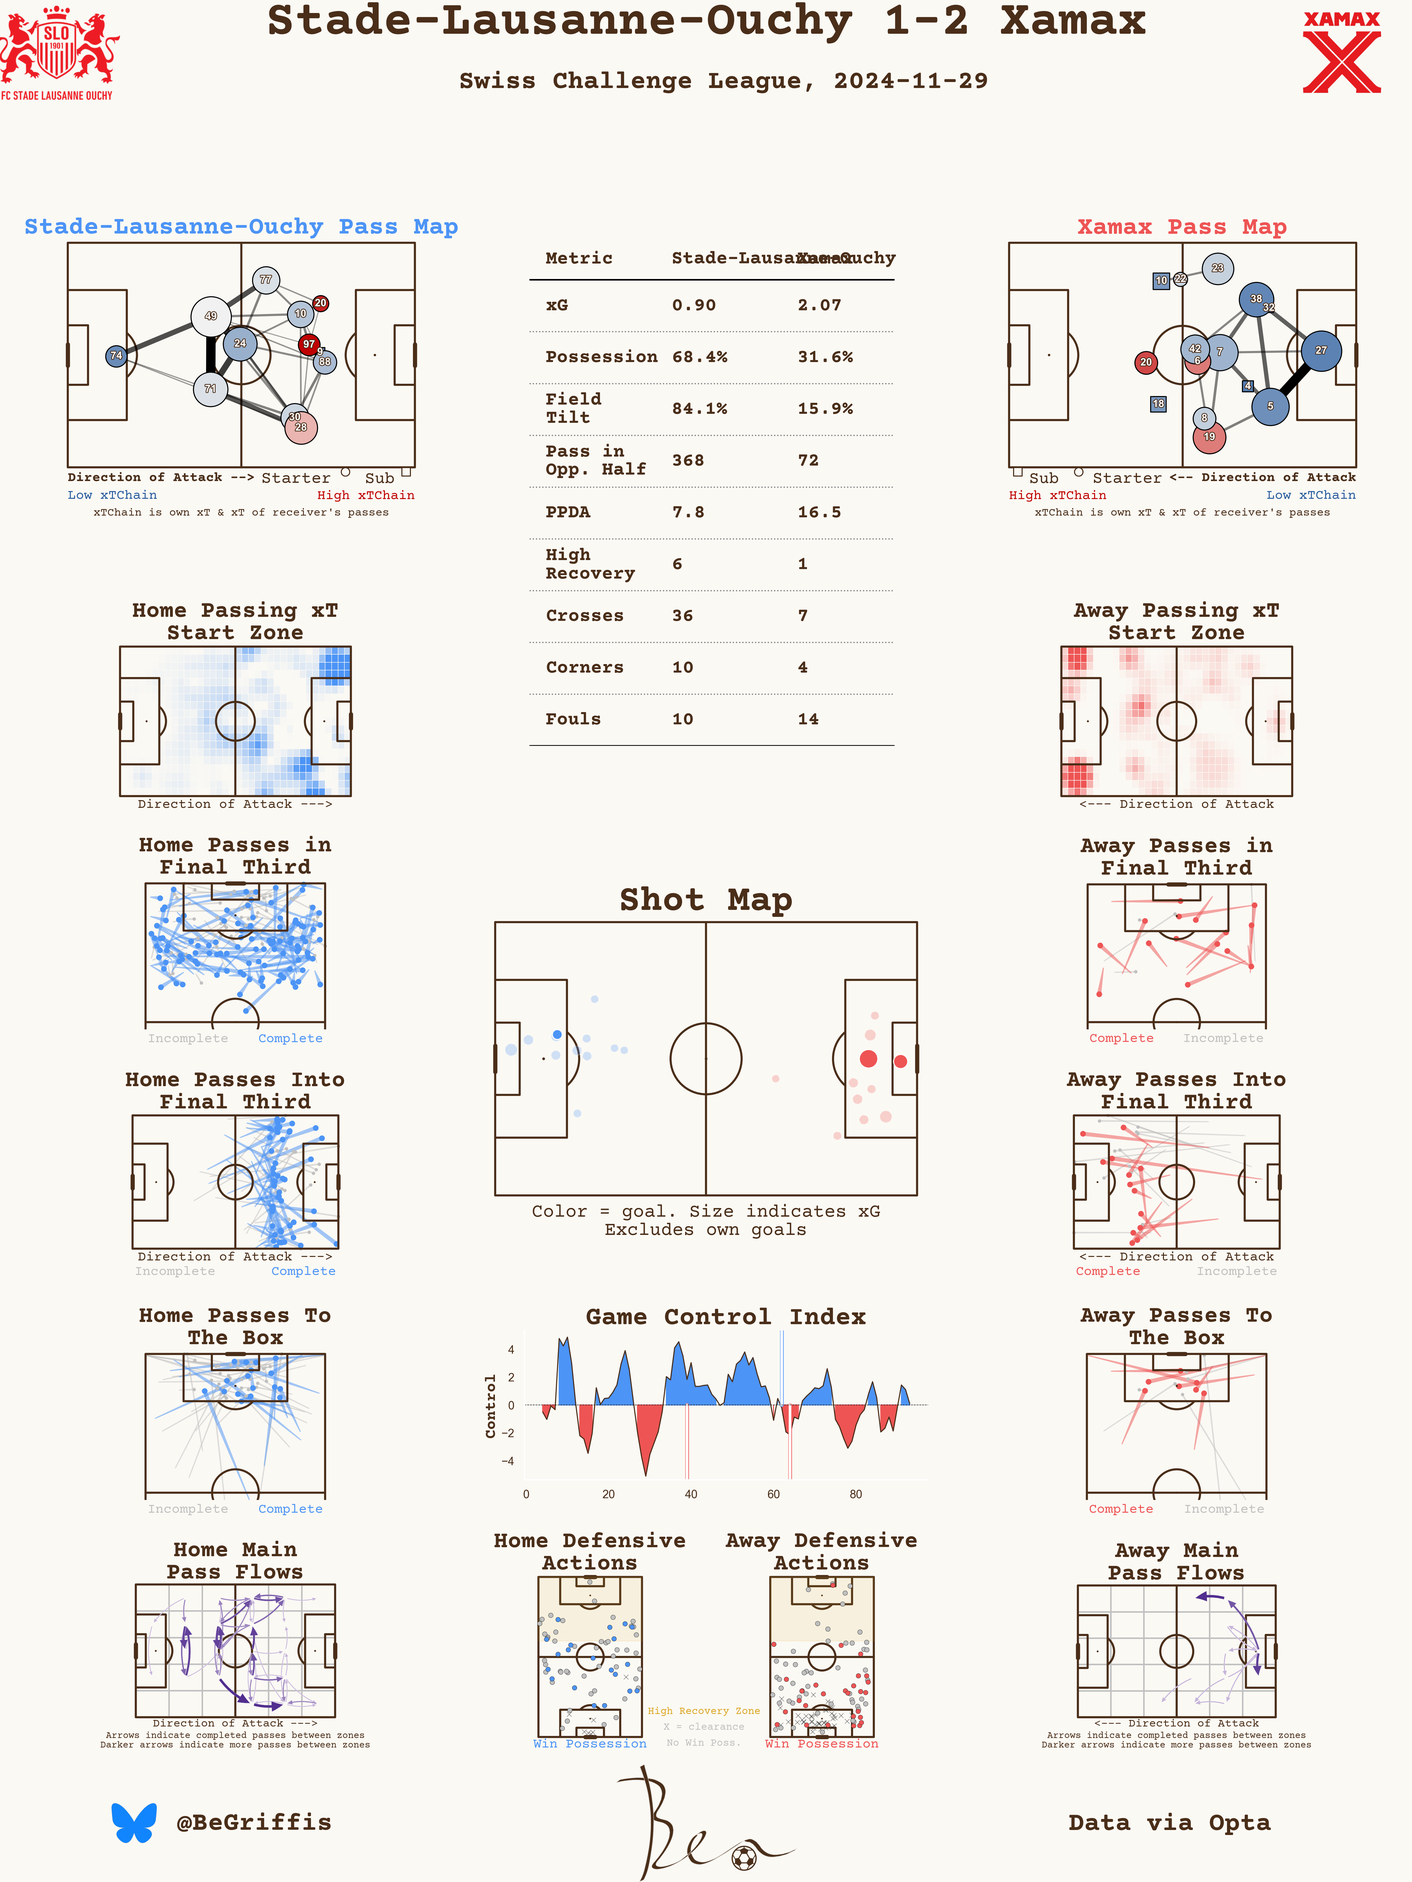 Stade-Lausanne-Ouchy 1-2 Xamax
Swiss Challenge League, 2024-11-29
SLO
1901
FC STADE LAUSANNE OUCHY
XAMAX
Stade-Lausanne-Ouchy Pass Map
77
20
10
49
24
97
9
88
74
71
30
28
Direction of Attack --> Starter Sub
Low xTChain High xTChain
xTChain is own xT & xT of receiver's passes
Metric Stade-Lausanne-Ouchy Xamax
xG 0.90 2.07
Possession 68.4% 31.6%
Field
Tilt 84.1% 15.9%
Pass in
Opp. Half 368 72
PPDA 7.8 16.5
High
Recovery 6 1
Crosses 36 7
Corners 10 4
Fouls 10 14
Xamax Pass Map
23
10
22
38
32
42
7
27
20
6
4
18
5
8
19
Sub Starter <-- Direction of Attack
High xTChain Low xTChain
xTChain is own xT & xT of receiver's passes
Home Passing xT
Start Zone
Direction of Attack --->
Away Passing xT
Start Zone
<--- Direction of Attack
Home Passes in
Final Third
Incomplete Complete
Away Passes in
Final Third
Complete Incomplete
Shot Map
Color = goal. Size indicates xG
Excludes own goals
Home Passes Into
Final Third
Direction of Attack --->
Incomplete Complete
Away Passes Into
Final Third
<--- Direction of Attack
Complete Incomplete
Home Passes To
The Box
Incomplete Complete
Game Control Index
Control
4
2
0
−2
−4
0 20 40 60 80
Away Passes To
The Box
Complete Incomplete
Home Main
Pass Flows
Direction of Attack --->
Arrows indicate completed passes between zones
Darker arrows indicate more passes between zones
Home Defensive
Actions
Win Possession
Away Defensive
Actions
Win Possession
High Recovery Zone
X = clearance
No Win Poss.
Away Main
Pass Flows
<--- Direction of Attack
Arrows indicate completed passes between zones
Darker arrows indicate more passes between zones
@BeGriffis
Ben
Data via Opta